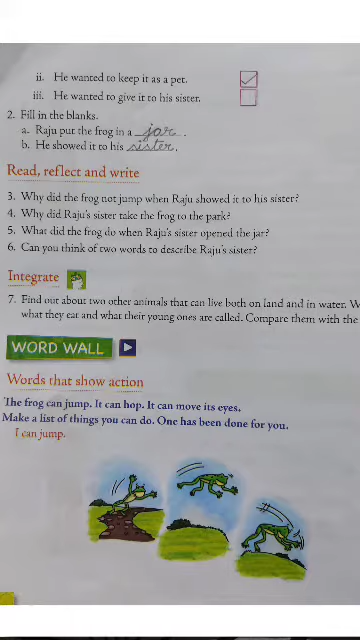 ii. He wanted to keep it as a pet.
iii. He wanted to give it to his sister.
2. Fill in the blanks.
a. Raju put the frog in a jar.
b. He showed it to his sister.
Read, reflect and write
3. Why did the frog not jump when Raju showed it to his sister?
4. Why did Raju's sister take the frog to the park?
5. What did the frog do when Raju's sister opened the jar?
6. Can you think of two words to describe Raju's sister?
Integrate
7. Find out about two other animals that can live both on land and in water. W
what they eat and what their young ones are called. Compare them with the
WORD WALL
Words that show action
The frog can jump. It can hop. It can move its eyes.
Make a list of things you can do. One has been done for you.
I can jump.